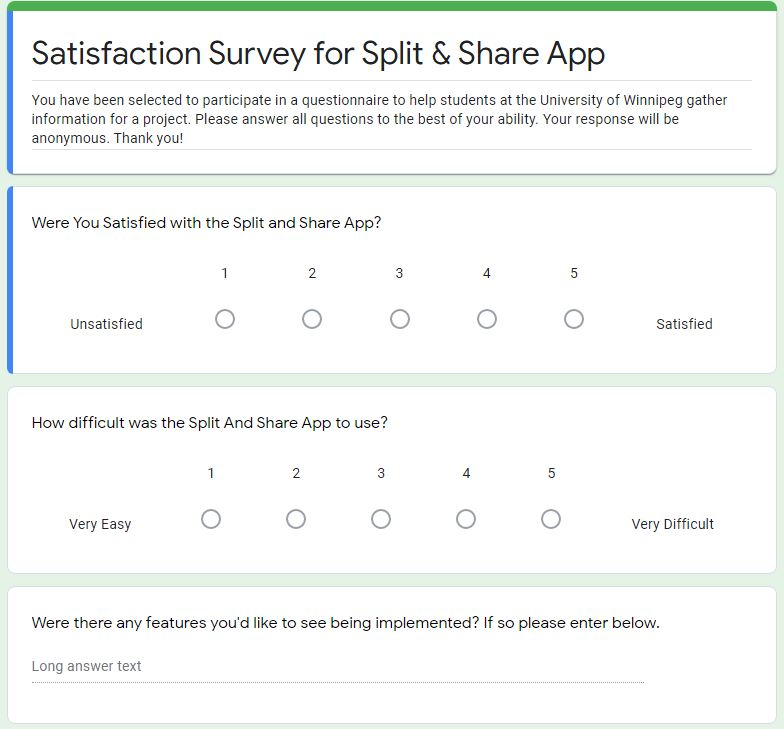 Satisfaction Survey for Split & Share App
You have been selected to participate in a questionnaire to help students at the University of Winnipeg gather
information for a project. Please answer all questions to the best of your ability. Your response will be
anonymous. Thank you!
Were You Satisfied with the Split and Share App?
1 2 3 4 5
Unsatisfied Satisfied
How difficult was the Split And Share App to use?
1 2 3 4 5
Very Easy Very Difficult
Were there any features you'd like to see being implemented? If so please enter below.
Long answer text